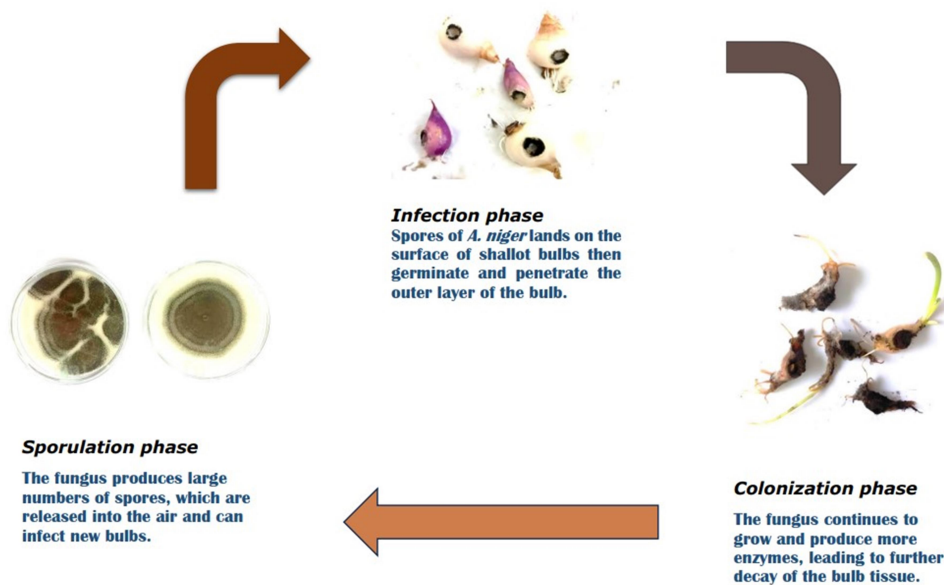 Infection phase
Spores of A. niger lands on the
surface of shallot bulbs then
germinate and penetrate the
outer layer of the bulb.
Sporulation phase
The fungus produces large
numbers of spores, which are
released into the air and can
infect new bulbs.
Colonization phase
The fungus continues to
grow and produce more
enzymes, leading to further
decay of the bulb tissue.